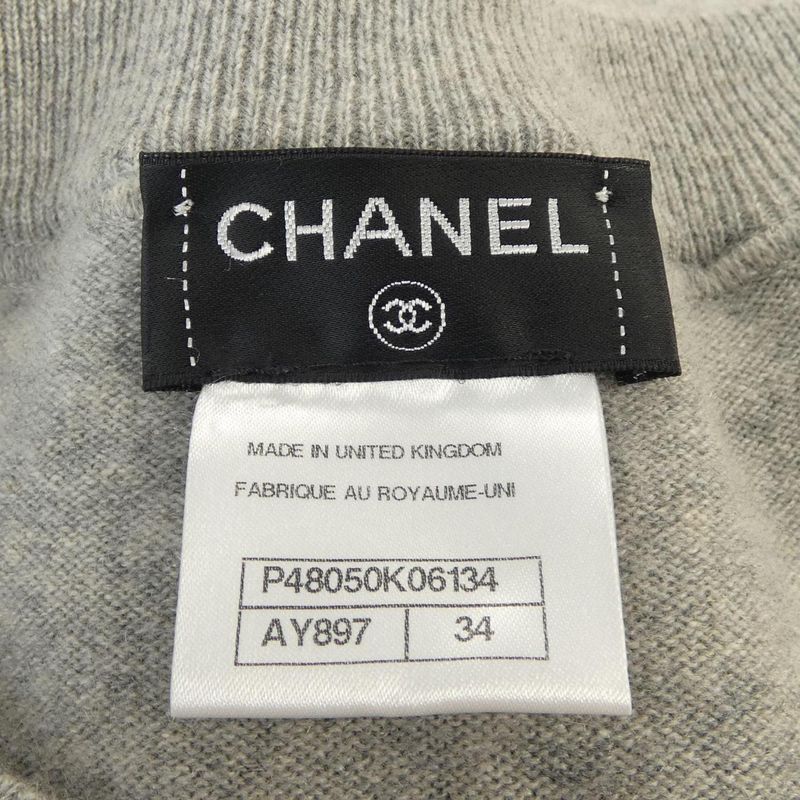 CHANEL
MADE IN UNITED KINGDOM
FABRIQUE AU ROYAUME-UNI
P48050K06134
AY897 34